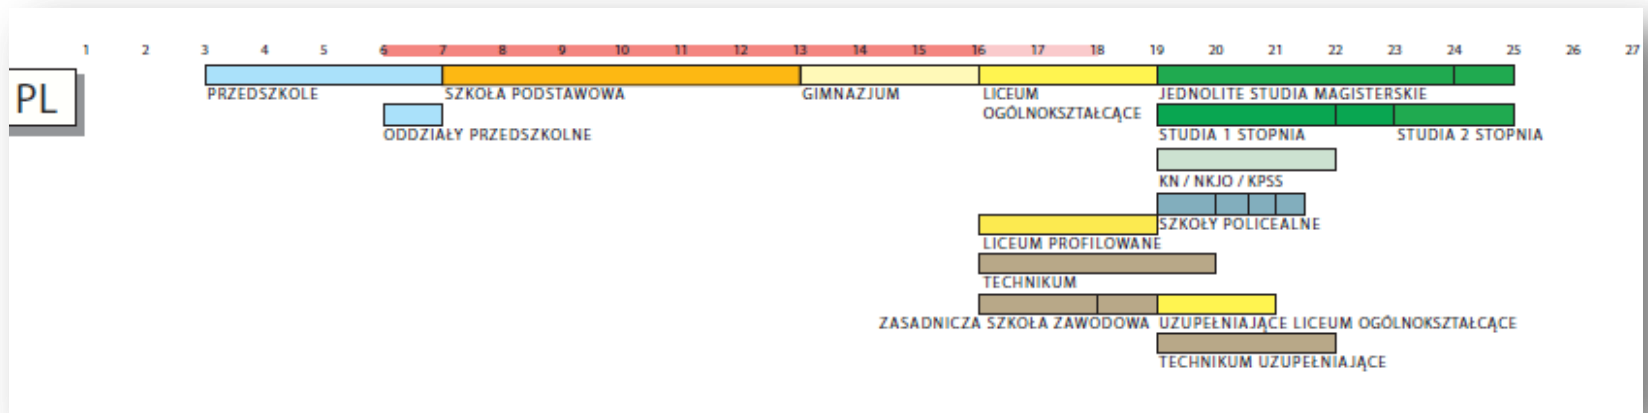 1 2 3 4 5 6 7 8 9 10 11 12 13 14 15 16 17 18 19 20 21 22 23 24 25 26 27
PL
PRZEDSZKOLE SZKOŁA PODSTAWOWA GIMNAZJUM LICEUM JEDNOLITE STUDIA MAGISTERSKIE
OGÓLNOKSZTAŁCĄCE
ODDZIAŁY PRZEDSZKOLNE STUDIA 1 STOPNIA STUDIA 2 STOPNIA
KN / NKJO / KPSS
SZKOŁY POLICEALNE
LICEUM PROFILOWANE
TECHNIKUM
ZASADNICZA SZKOŁA ZAWODOWA UZUPEŁNIAJĄCE LICEUM OGÓLNOKSZTAŁCĄCE
TECHNIKUM UZUPEŁNIAJĄCE